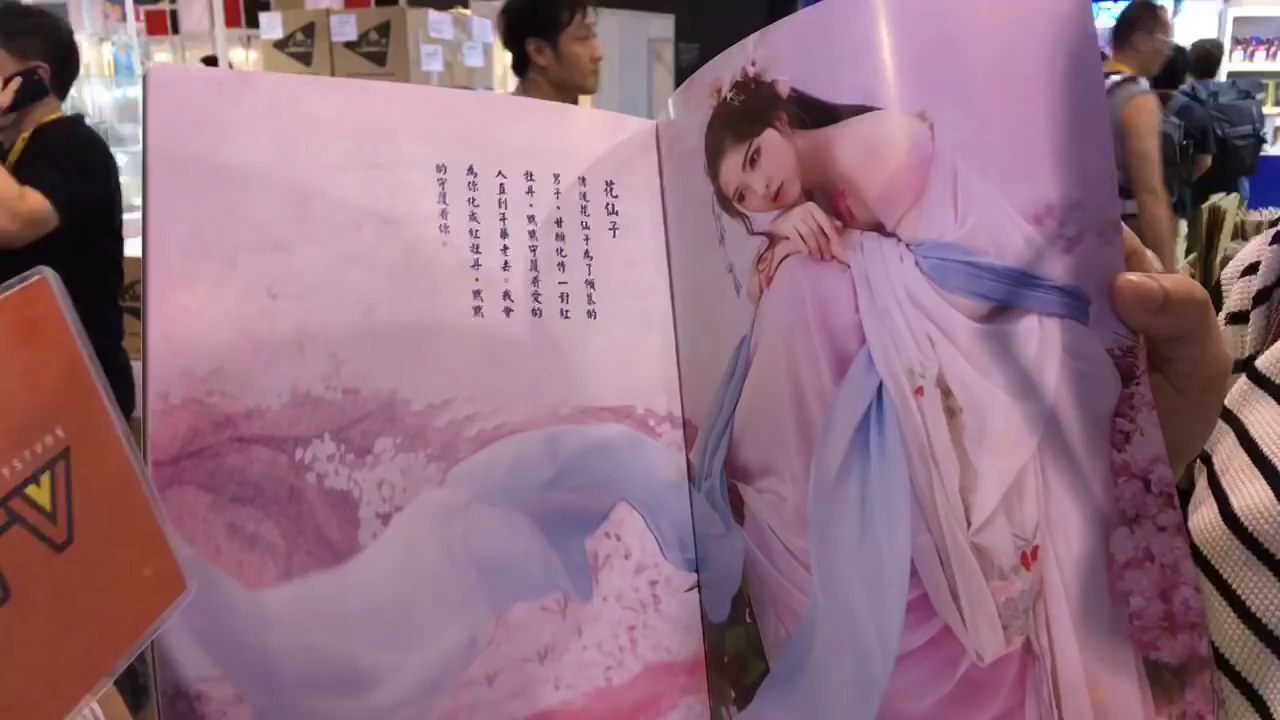 花仙子
傳說花仙子為了傾慕的
男子,甘願化作一對紅
牡丹,默默守護着愛的
人直到年華老去。我會
為你化成紅牡丹,默默
的守護着你。